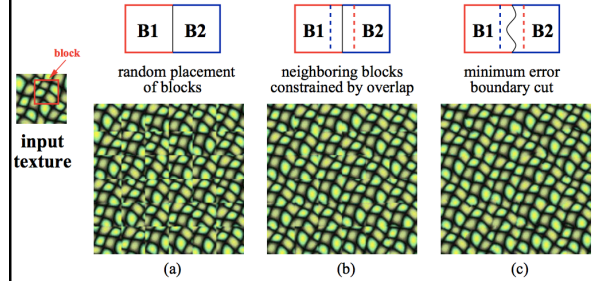 block
input
texture
B1 B2
random placement
of blocks
(a)
B1 B2
neighboring blocks
constrained by overlap
(b)
B1 B2
minimum error
boundary cut
(c)